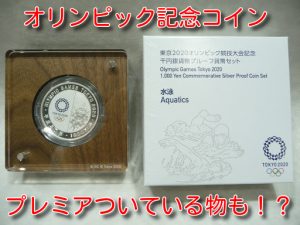 オリンピック記念コイン
東京2020オリンピック競技大会記念
千円銀貨幣プルーフ貨幣セット
Olympic Games Tokyo 2020
1,000 Yen Commemorative Silver Proof Coin Set
水泳
Aquatics
TOKYO 2020
プレミアついている物も！？